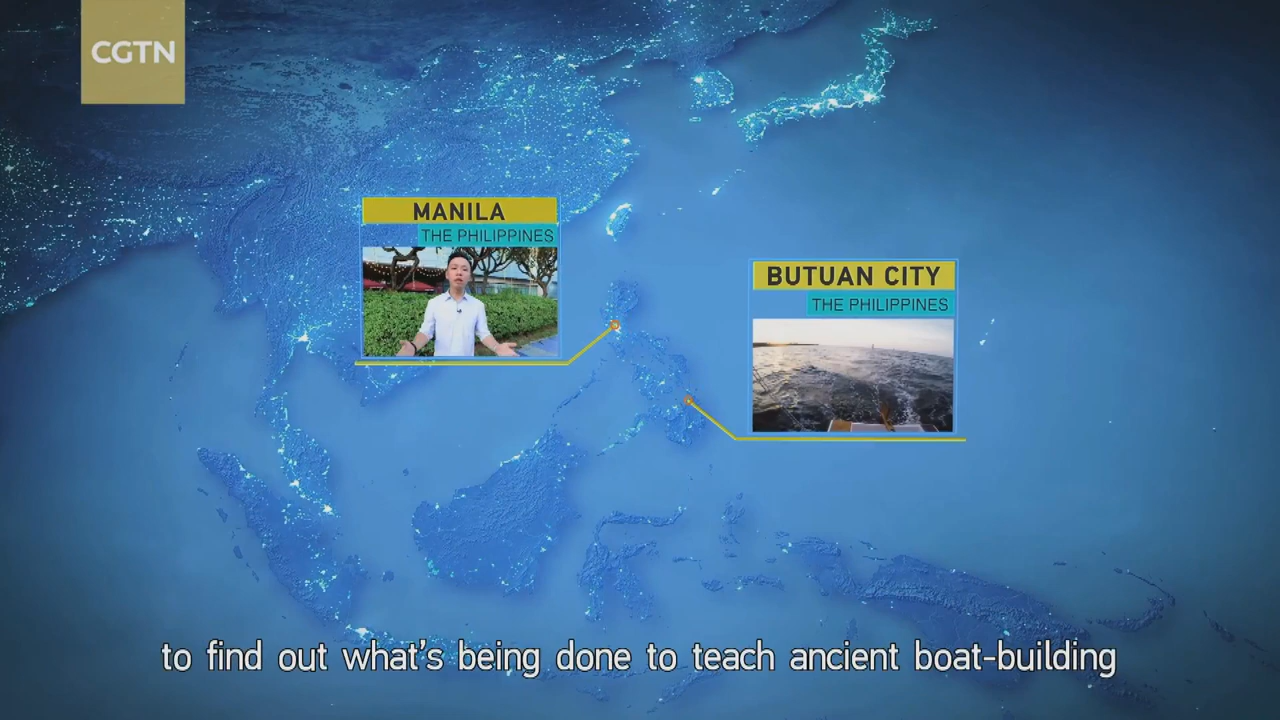 CGTN
MANILA
THE PHILIPPINES
BUTUAN CITY
THE PHILIPPINES
to find out what's being done to teach ancient boat-building